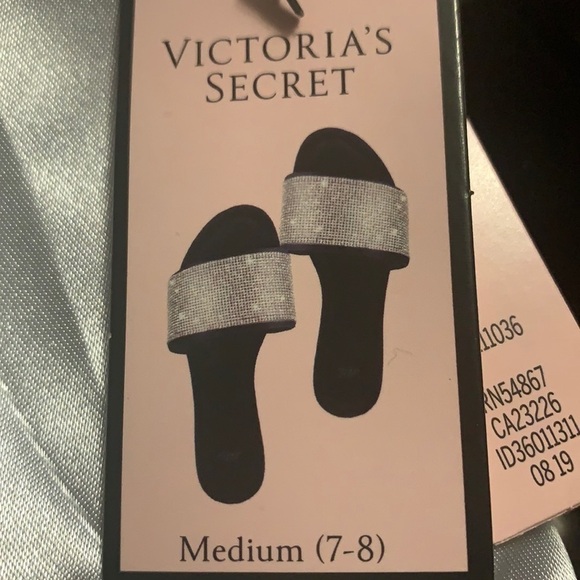 VICTORIA'S
SECRET
Medium (7-8)
11036
RN54867
CA23226
ID36011311
08 19